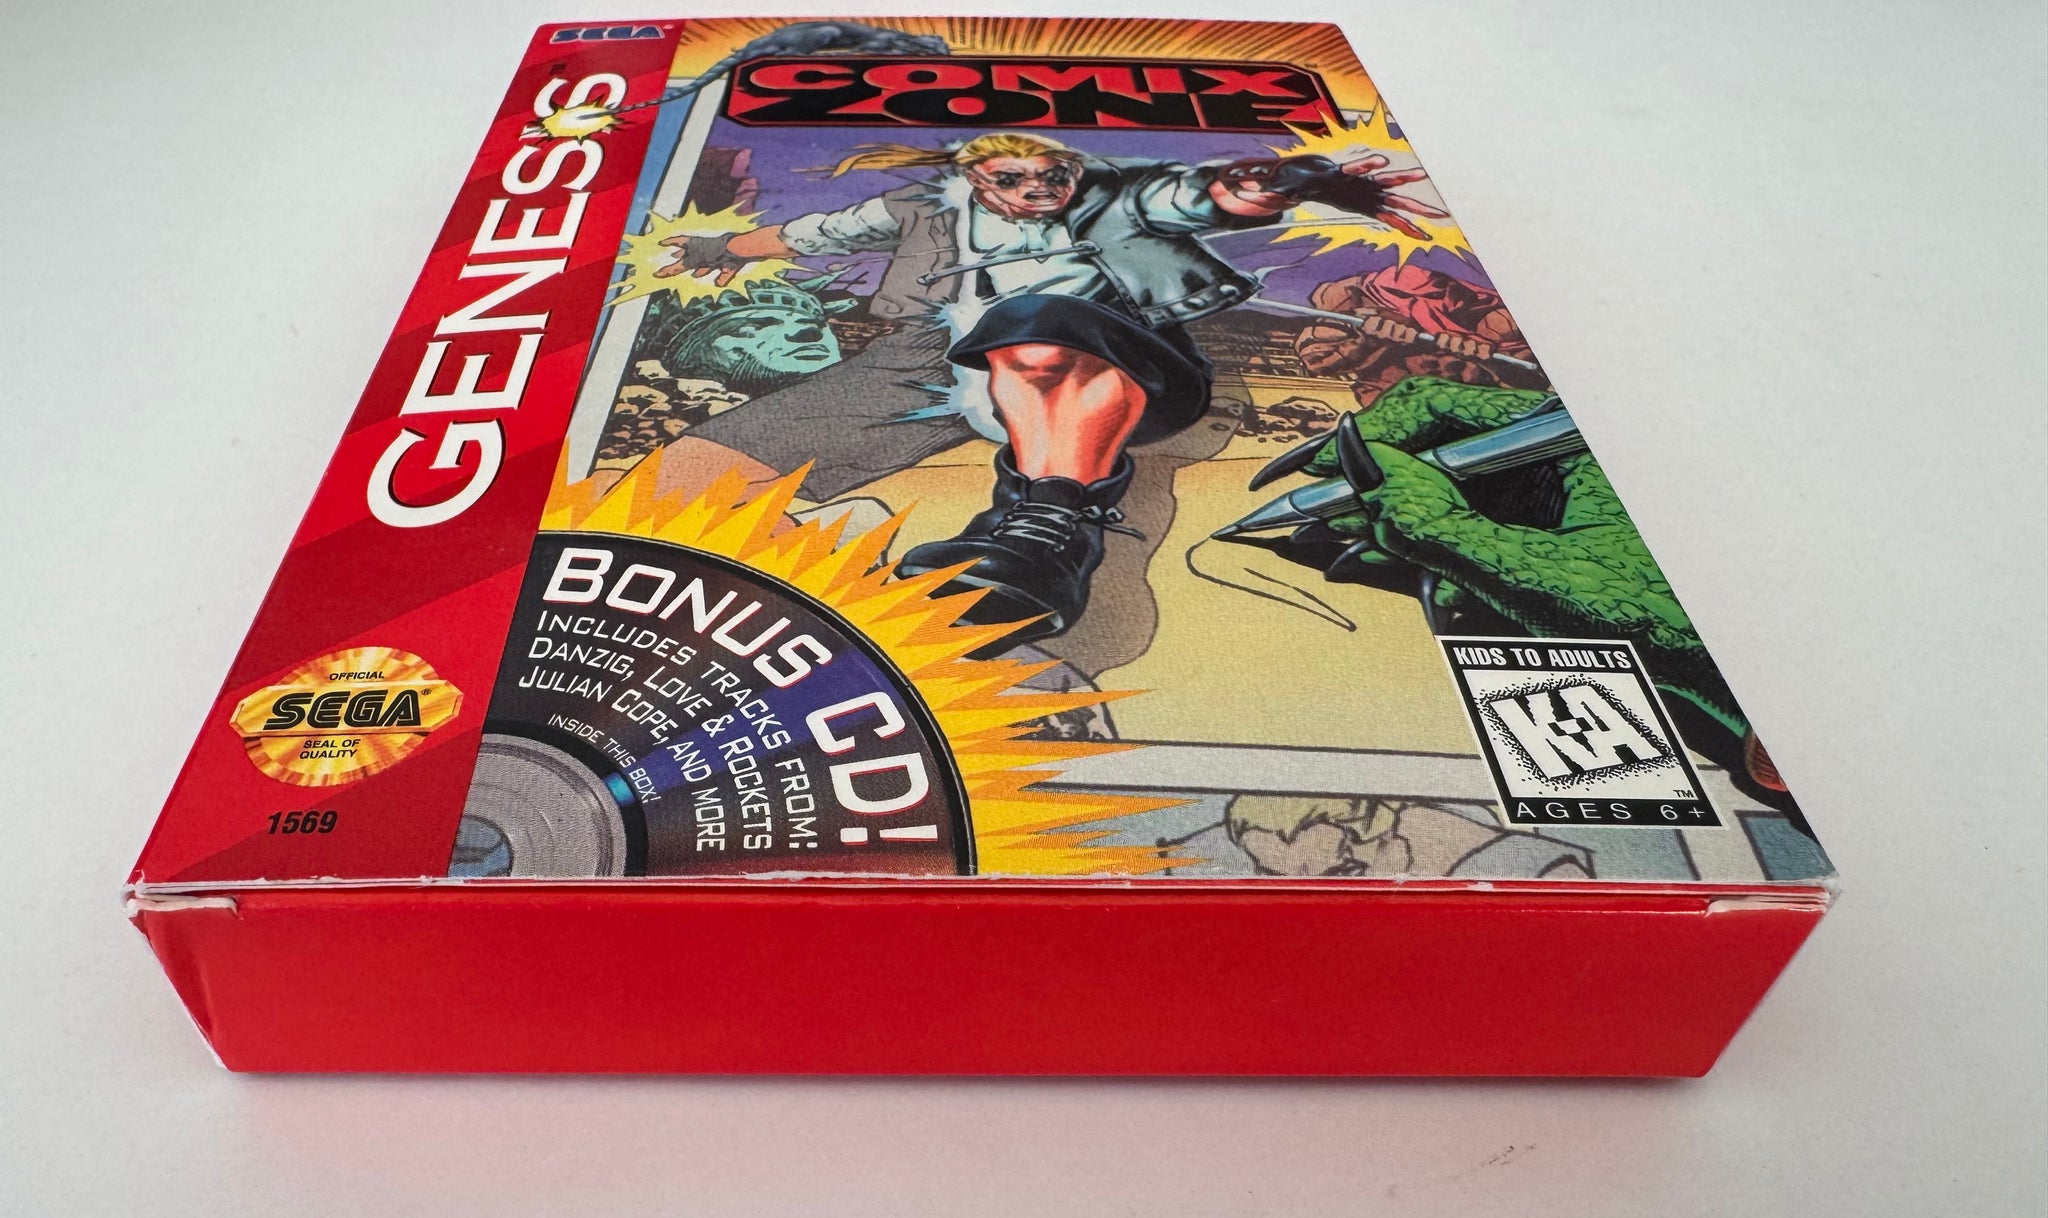 SEGA®
GENESIS
COMIX
ZONE
BONUS CD!
INCLUDES TRACKS FROM:
DANZIG, LOVE & ROCKETS
JULIAN COPE, AND MORE
INSIDE THIS BOX!
OFFICIAL
SEGA®
SEAL OF
QUALITY
1569
KIDS TO ADULTS
K-A
TM
AGES 6+